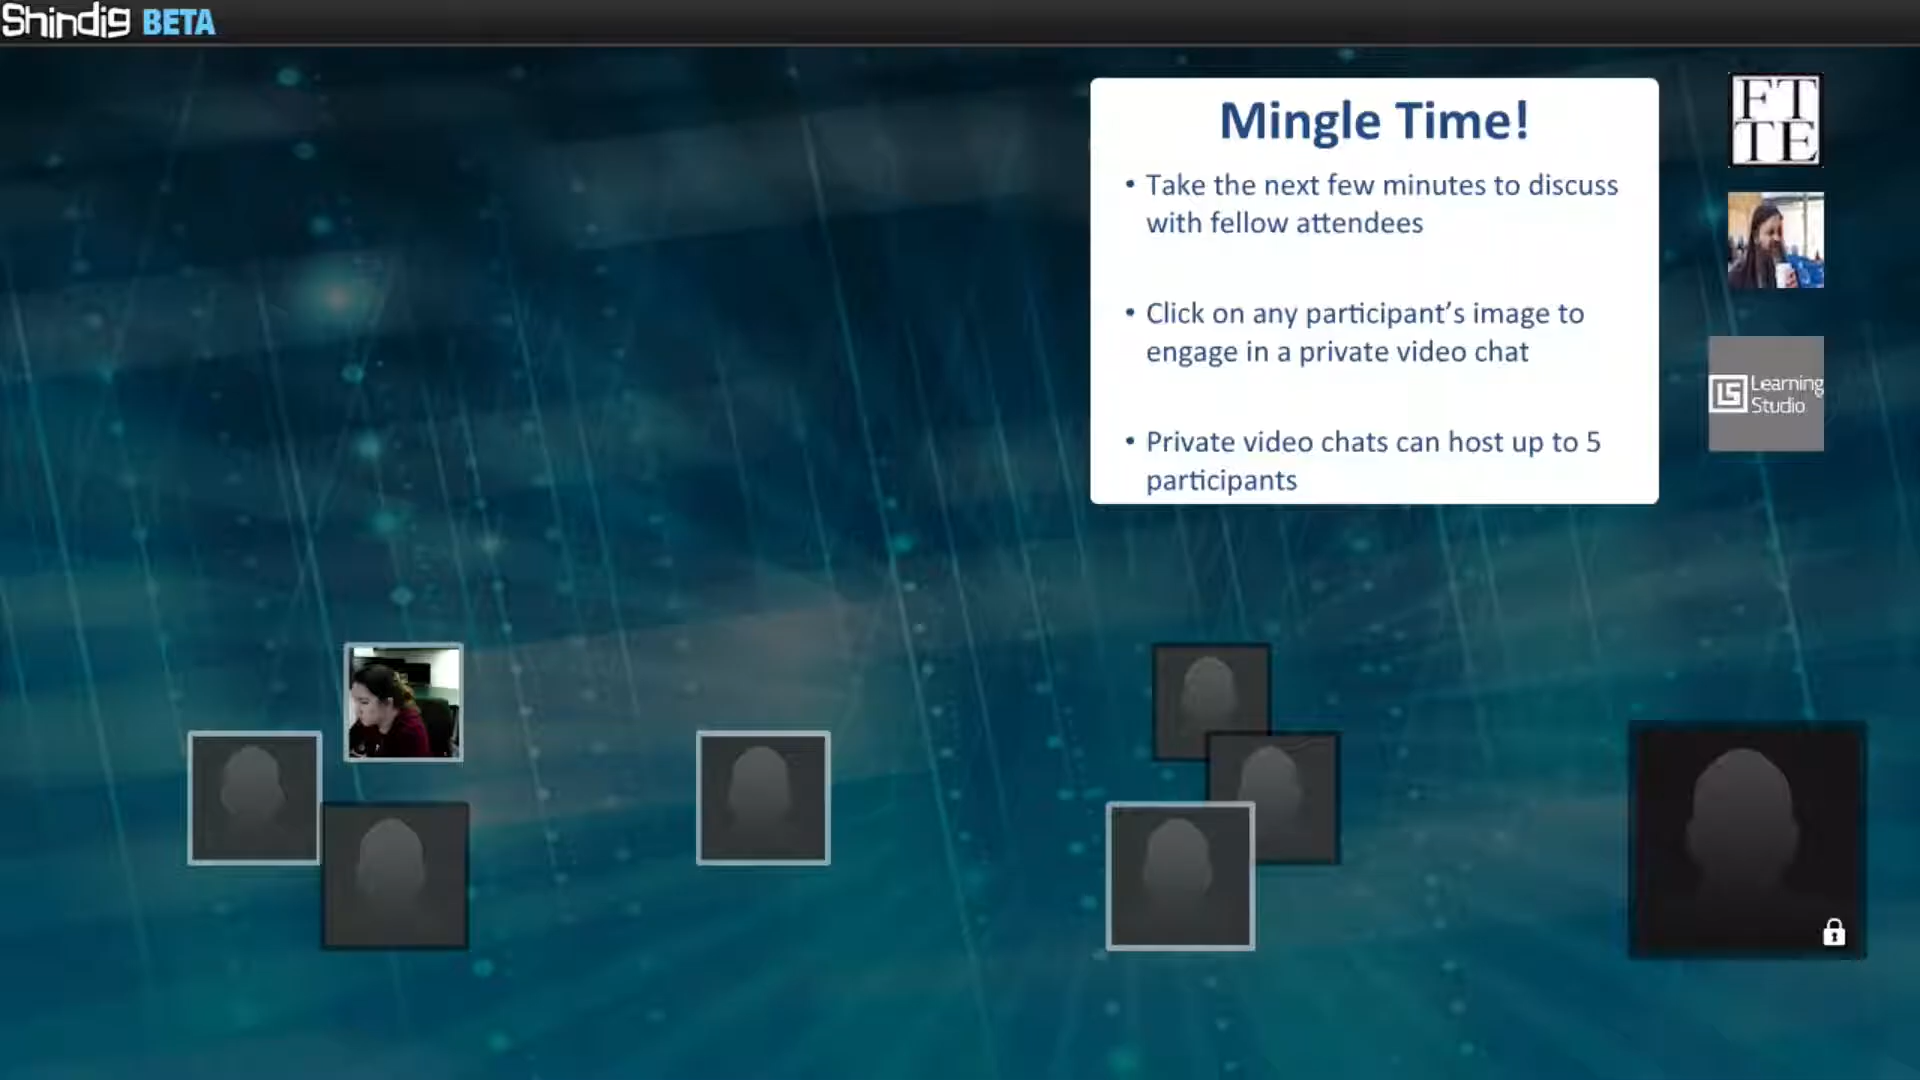 Shindig BETA
Mingle Time!
• Take the next few minutes to discuss
with fellow attendees
• Click on any participant’s image to
engage in a private video chat
• Private video chats can host up to 5
participants
FT
TE
LS Learning
Studio